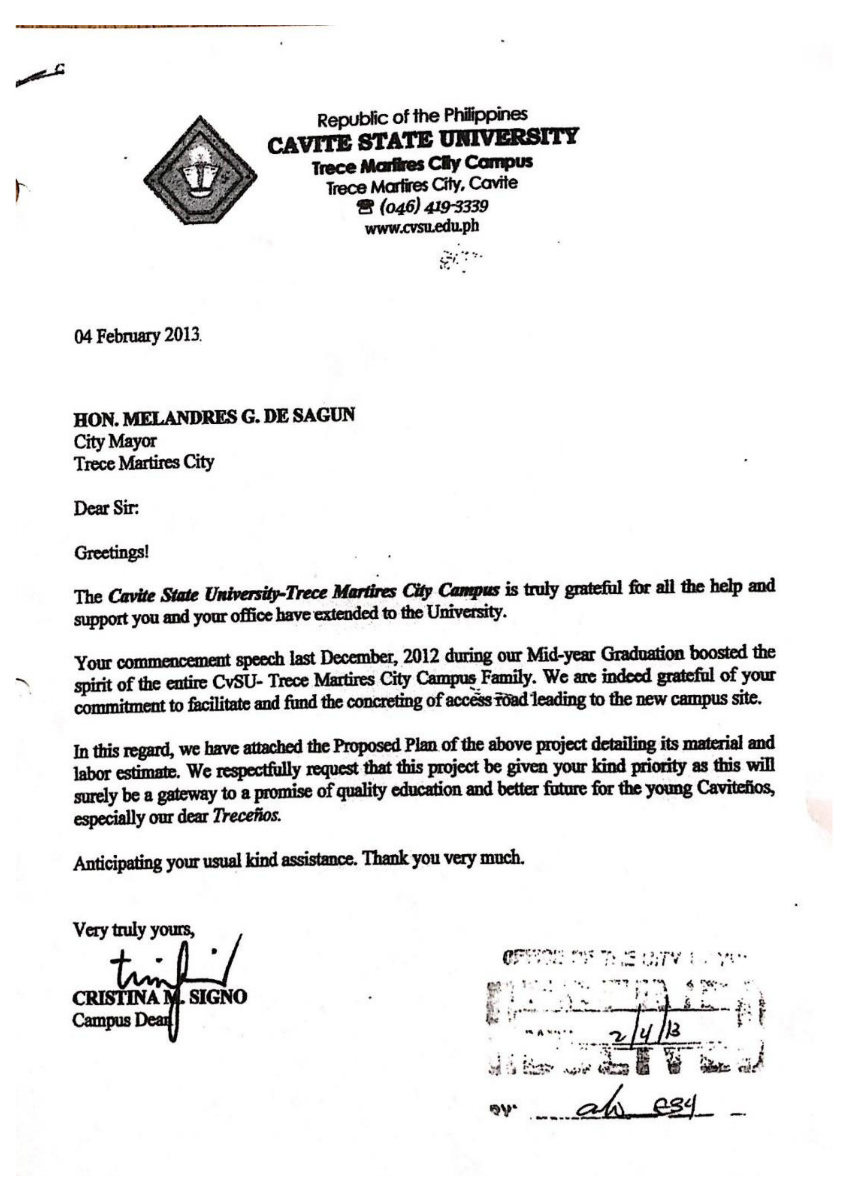 Republic of the Philippines
CAVITE STATE UNIVERSITY
Trece Martires City Campus
Trece Martires City, Cavite
☎ (046) 419-3339
www.cvsu.edu.ph
04 February 2013.
HON. MELANDRES G. DE SAGUN
City Mayor
Trece Martires City
Dear Sir:
Greetings!
The Cavite State University-Trece Martires City Campus is truly grateful for all the help and
support you and your office have extended to the University.
Your commencement speech last December, 2012 during our Mid-year Graduation boosted the
spirit of the entire CvSU- Trece Martires City Campus Family. We are indeed grateful of your
commitment to facilitate and fund the concreting of access road leading to the new campus site.
In this regard, we have attached the Proposed Plan of the above project detailing its material and
labor estimate. We respectfully request that this project be given your kind priority as this will
surely be a gateway to a promise of quality education and better future for the young Caviteños,
especially our dear Treceños.
Anticipating your usual kind assistance. Thank you very much.
Very truly yours,
CRISTINA M. SIGNO
Campus Dean
OFFICE OF THE CITY
2/4/13
BY: